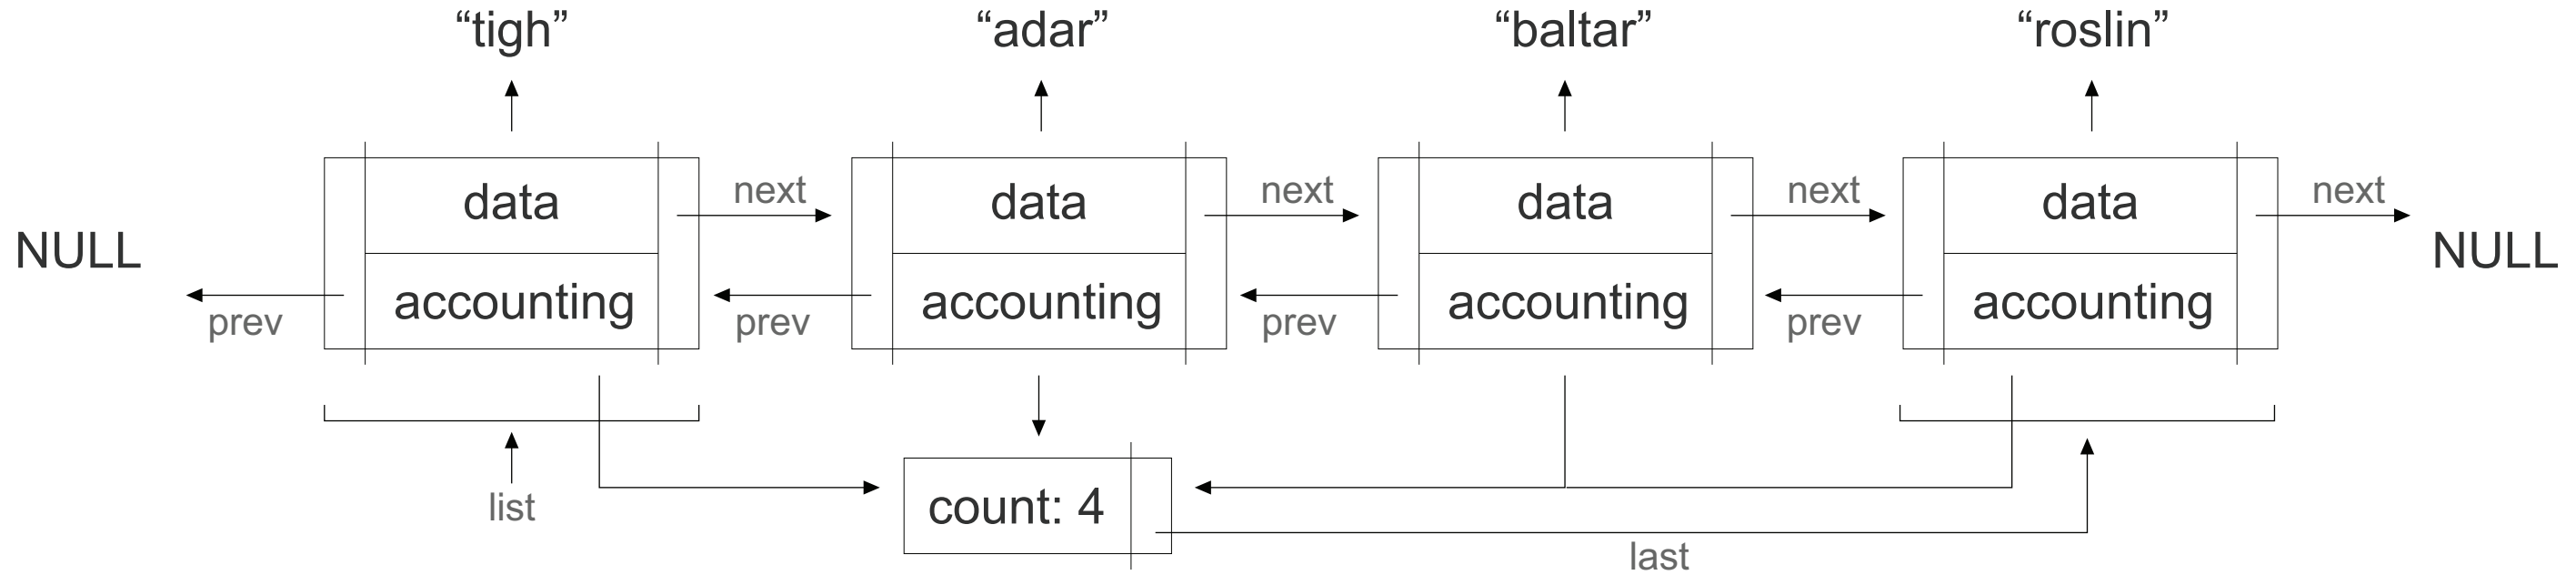 “tigh” “adar” “baltar” “roslin”
data next data next data next data next
NULL NULL
prev accounting prev accounting prev accounting prev accounting
list
count: 4
last